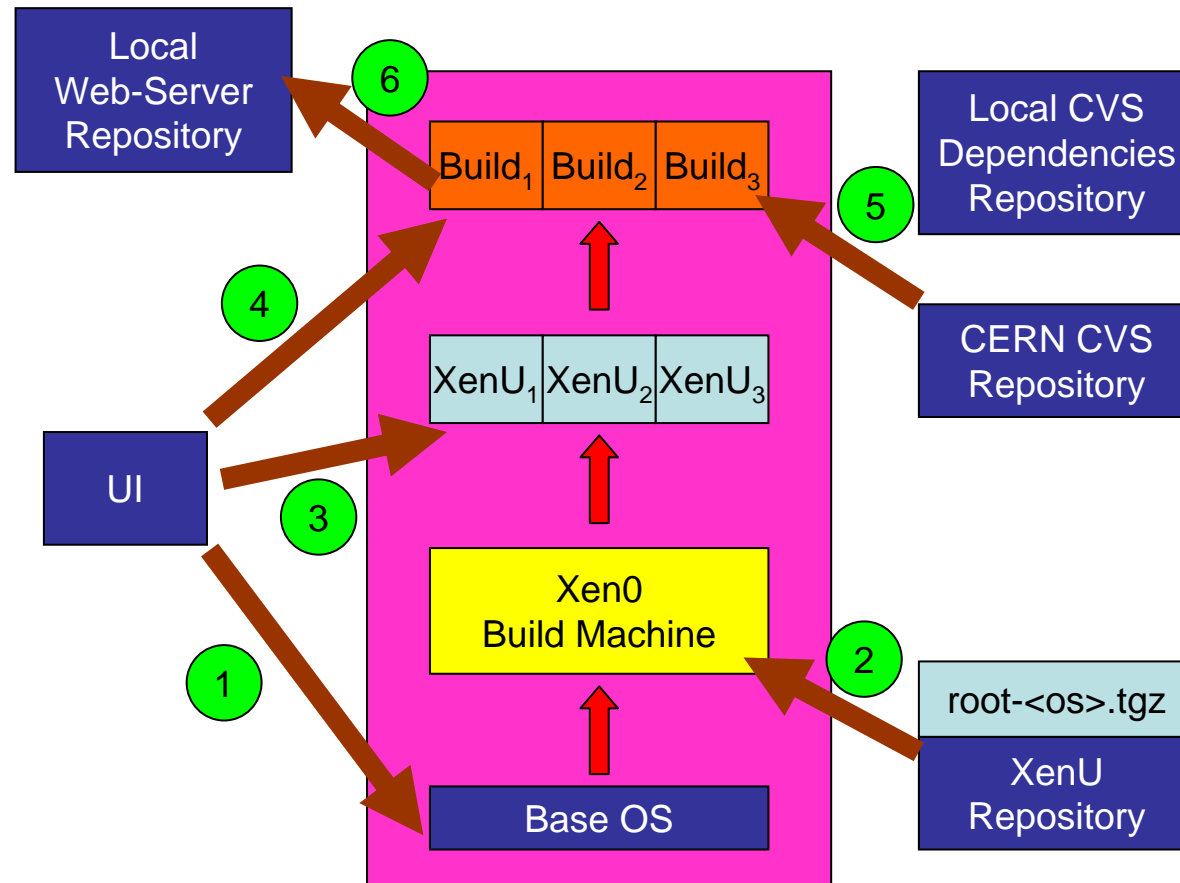 Local
Web-Server
Repository
6
Local CVS
Dependencies
Repository
Build1 Build2 Build3
5
4
CERN CVS
Repository
XenU1 XenU2 XenU3
UI
3
Xen0
Build Machine
2
1
root-<os>.tgz
XenU
Repository
Base OS